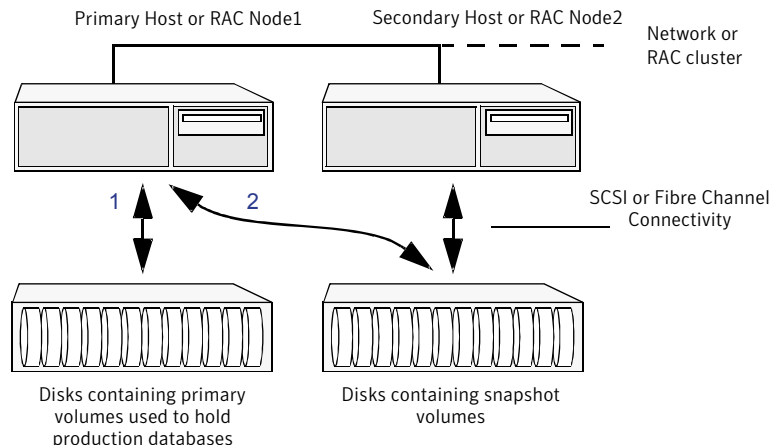 Primary Host or RAC Node1
Secondary Host or RAC Node2
Network or
RAC cluster
1
2
SCSI or Fibre Channel
Connectivity
Disks containing primary
volumes used to hold
production databases
Disks containing snapshot
volumes